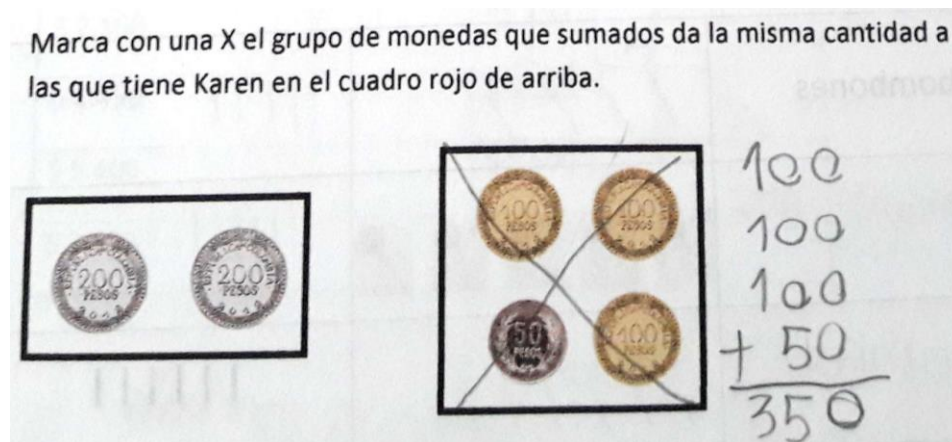 Marca con una X el grupo de monedas que sumados da la misma cantidad a
las que tiene Karen en el cuadro rojo de arriba.
200
PESOS
200
PESOS
100
PESOS
100
PESOS
50
PESOS
100
PESOS
100
100
100
+ 50
350